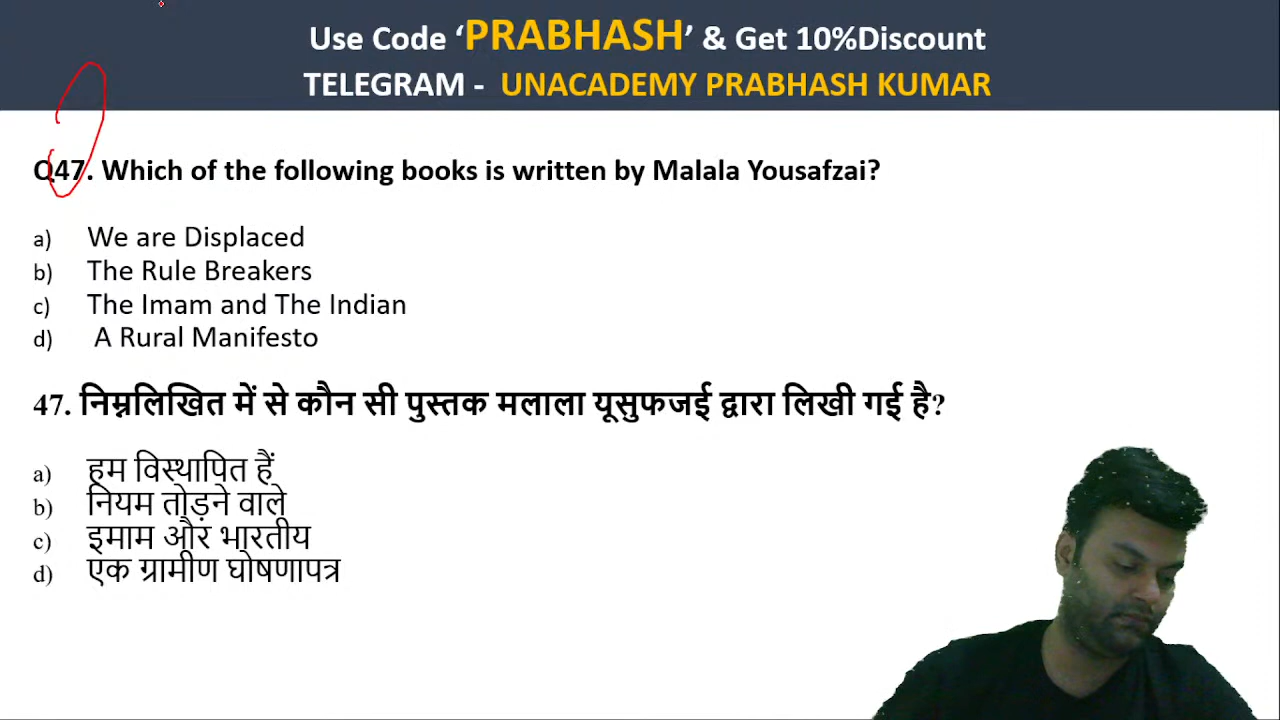 Use Code ‘PRABHASH’ & Get 10%Discount
TELEGRAM - UNACADEMY PRABHASH KUMAR
Q47. Which of the following books is written by Malala Yousafzai?
a) We are Displaced
b) The Rule Breakers
c) The Imam and The Indian
d) A Rural Manifesto
47. निम्नलिखित में से कौन सी पुस्तक मलाला यूसुफजई द्वारा लिखी गई है?
a) हम विस्थापित हैं
b) नियम तोड़ने वाले
c) इमाम और भारतीय
d) एक ग्रामीण घोषणापत्र